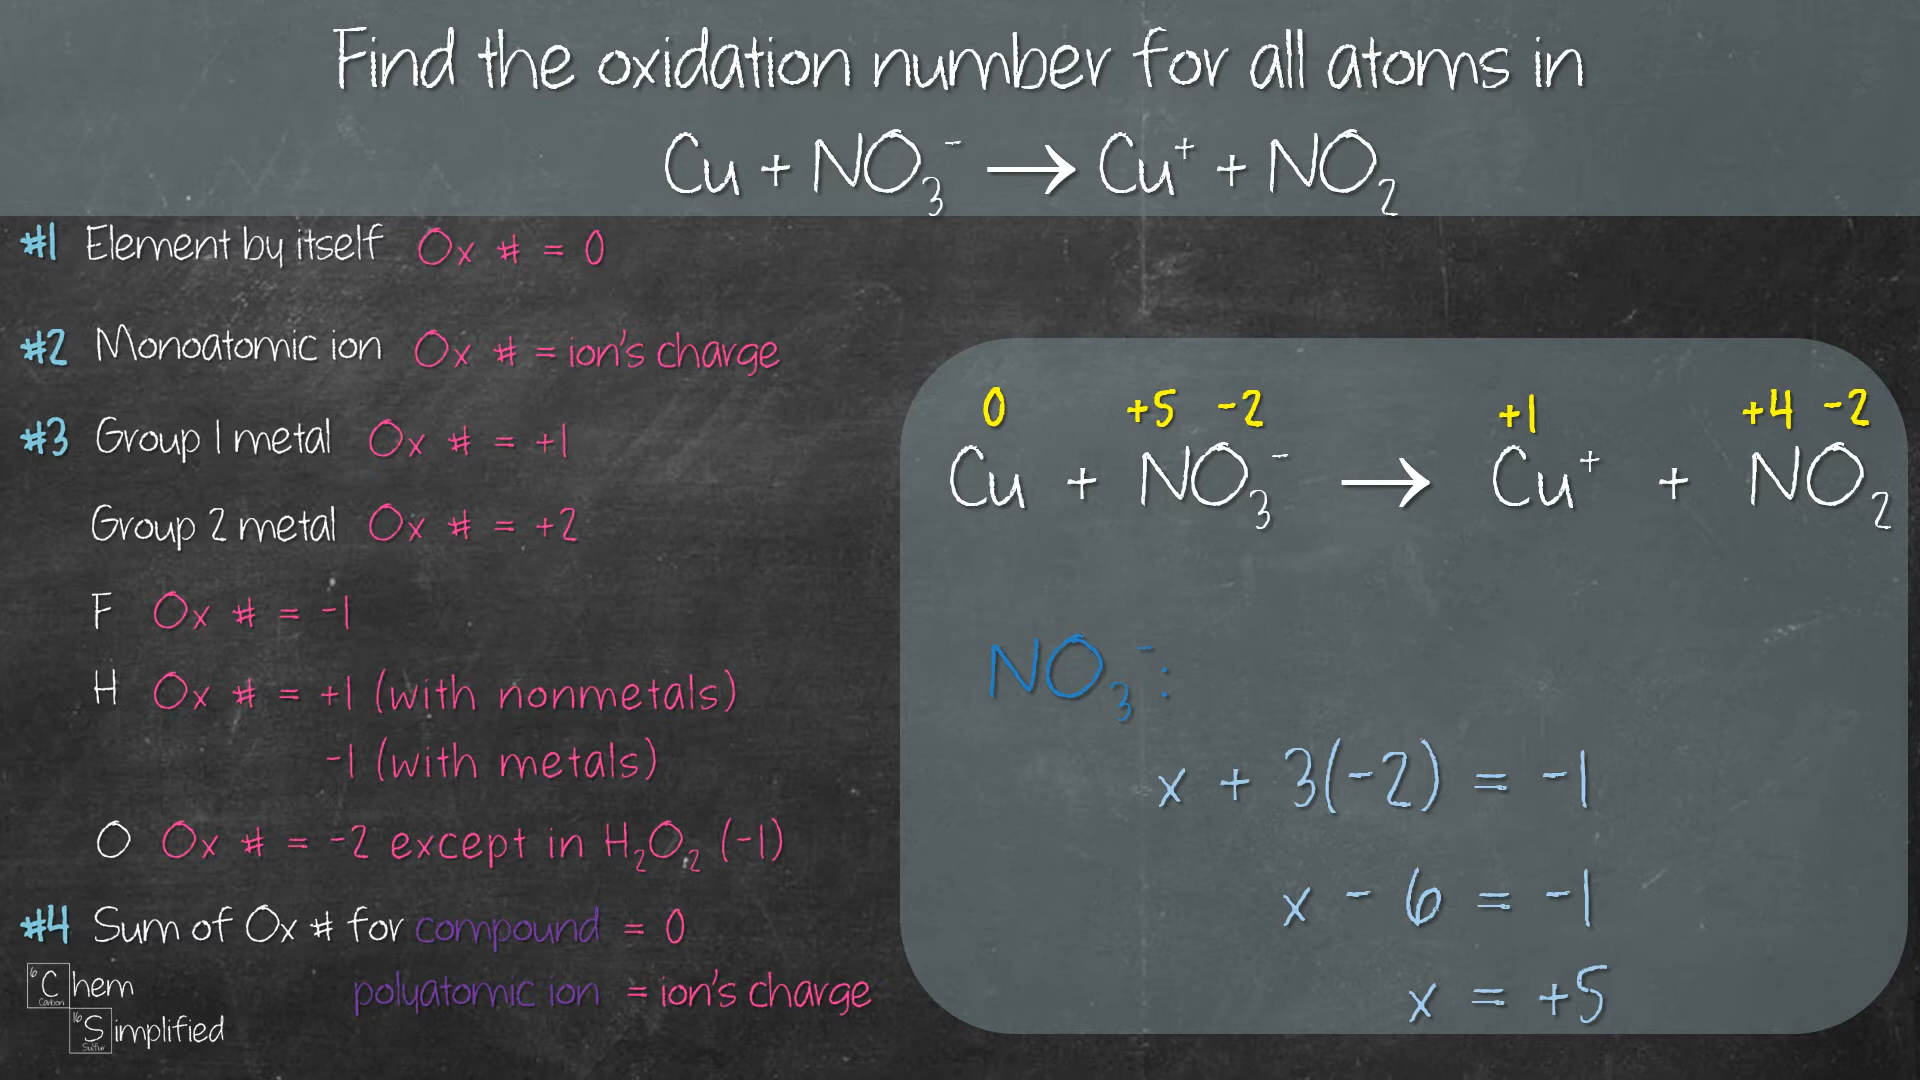 Find the oxidation number for all atoms in
Cu + NO₃⁻ → Cu⁺ + NO₂
#1 Element by itself Ox # = 0
#2 Monoatomic ion Ox # = ion's charge
#3 Group 1 metal Ox # = +1
Group 2 metal Ox # = +2
F Ox # = -1
H Ox # = +1 (with nonmetals)
-1 (with metals)
O Ox # = -2 except in H₂O₂ (-1)
#4 Sum of Ox # for compound = 0
polyatomic ion = ion's charge
0 +5 -2 +1 +4 -2
Cu + NO₃⁻ → Cu⁺ + NO₂
NO₃⁻:
x + 3(-2) = -1
x - 6 = -1
x = +5
6 Chem
Carbon
16 Simplified
Sulfur